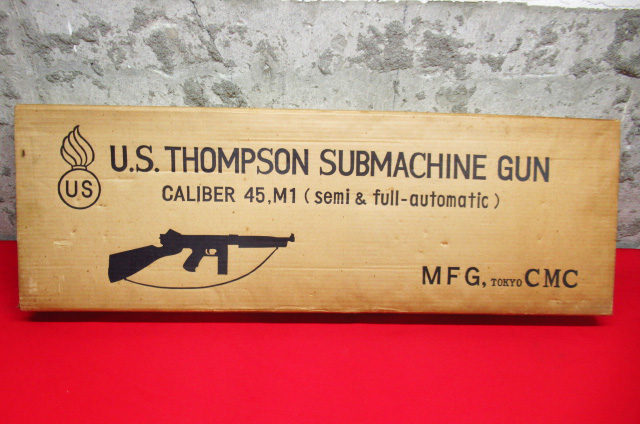 U.S. THOMPSON SUBMACHINE GUN
US
CALIBER 45, M1 ( semi & full-automatic )
MFG, TOKYO CMC